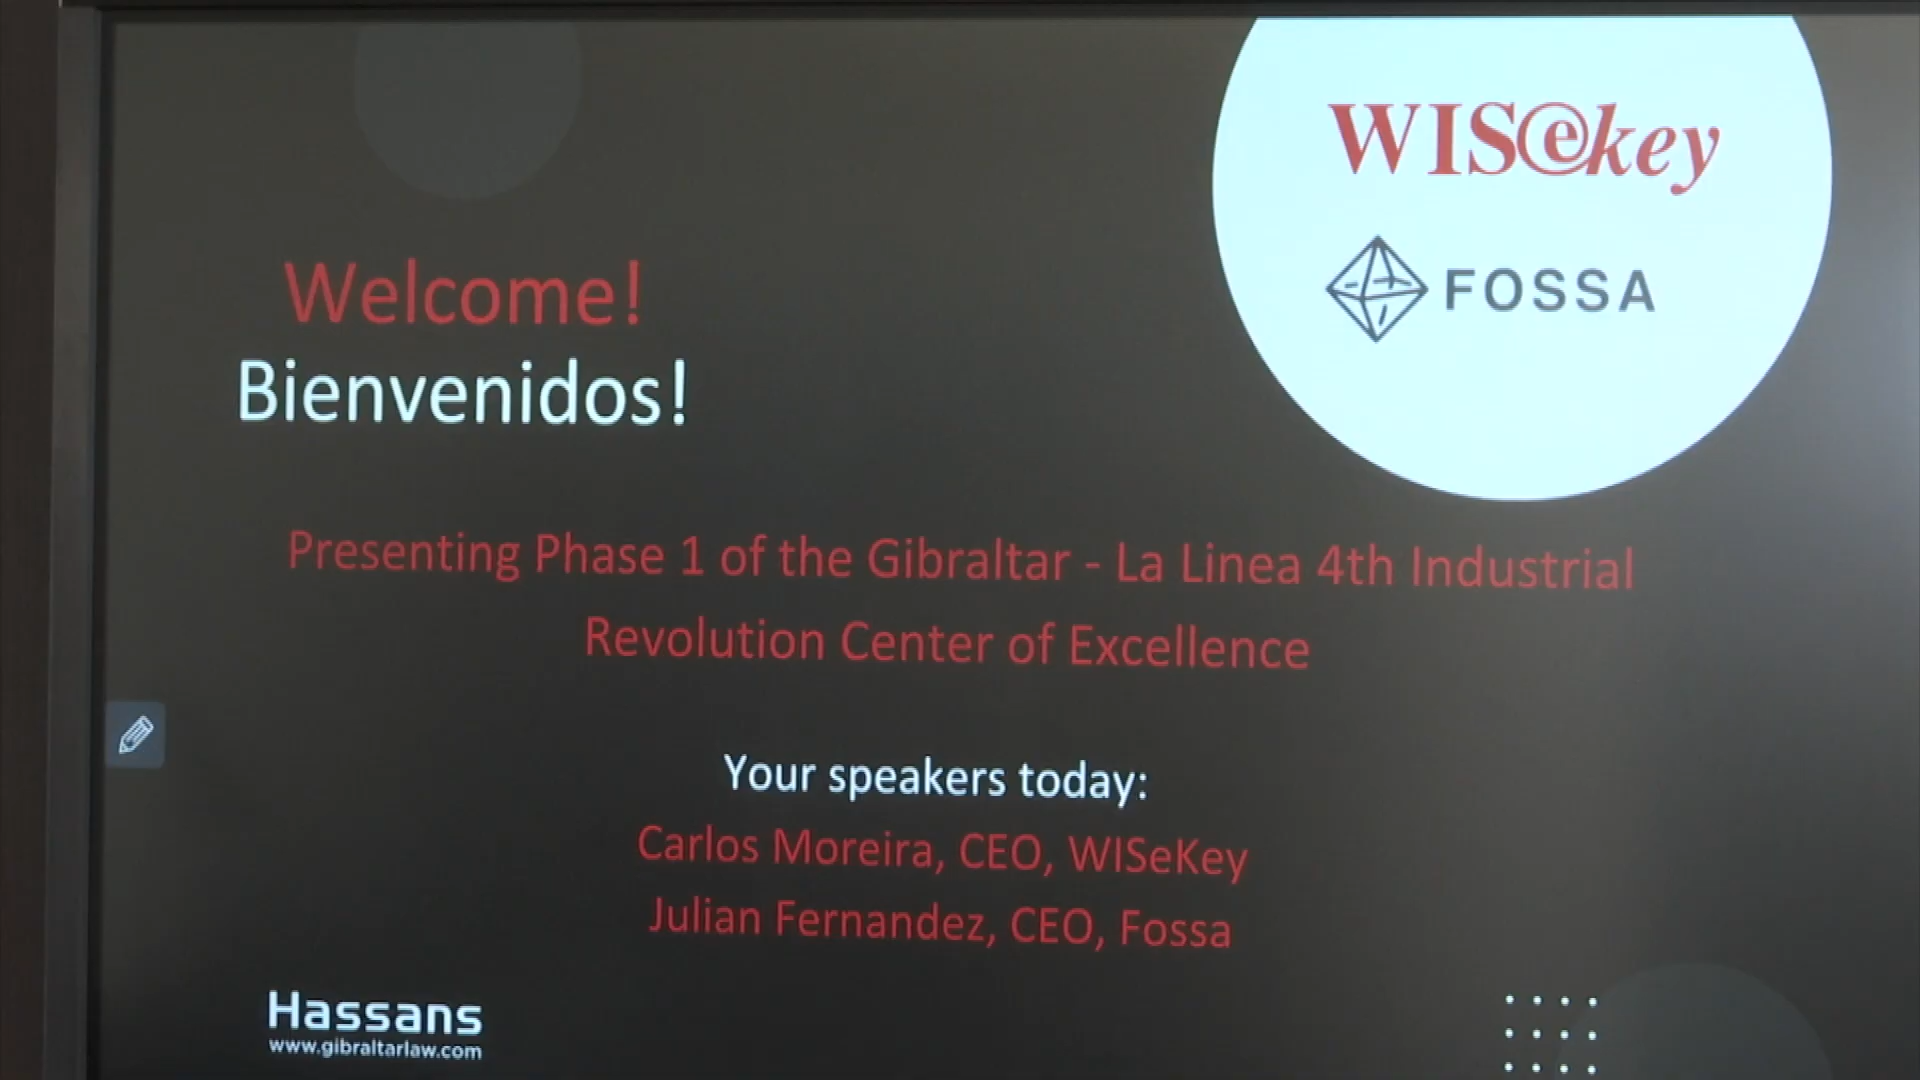 WISekey
FOSSA
Welcome!
Bienvenidos!
Presenting Phase 1 of the Gibraltar - La Linea 4th Industrial
Revolution Center of Excellence
Your speakers today:
Carlos Moreira, CEO, WISeKey
Julian Fernandez, CEO, Fossa
Hassans
www.gibraltarlaw.com